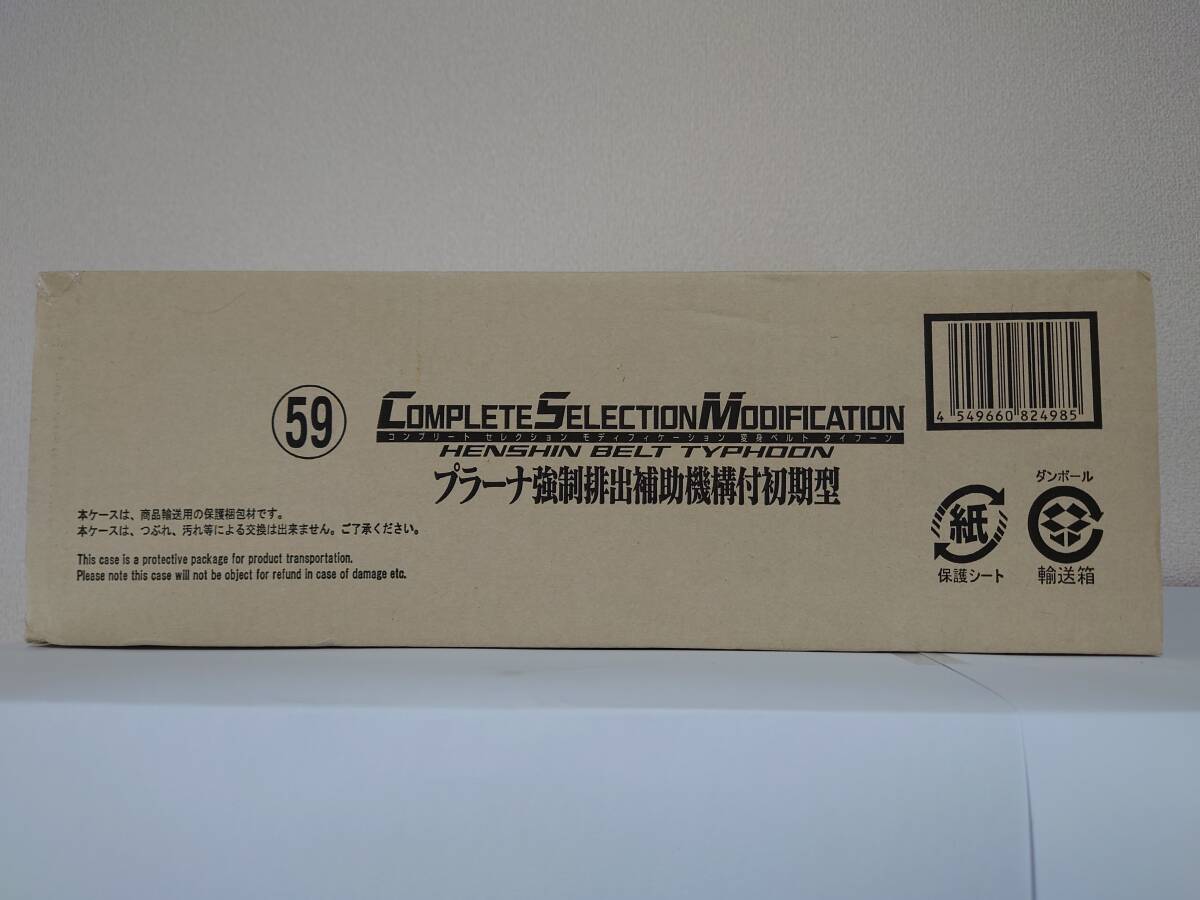 59
COMPLETE SELECTION MODIFICATION
コンプリート セレクション モディフィケーション 変身ベルト タイフーン
HENSHIN BELT TYPHOON
プラーナ強制排出補助機構付初期型
本ケースは、商品輸送用の保護梱包材です。
本ケースは、つぶれ、汚れ等による交換は出来ません。ご了承ください。
This case is a protective package for product transportation.
Please note this case will not be object for refund in case of damage etc.
4 549660 824985
紙
保護シート
ダンボール
輸送箱